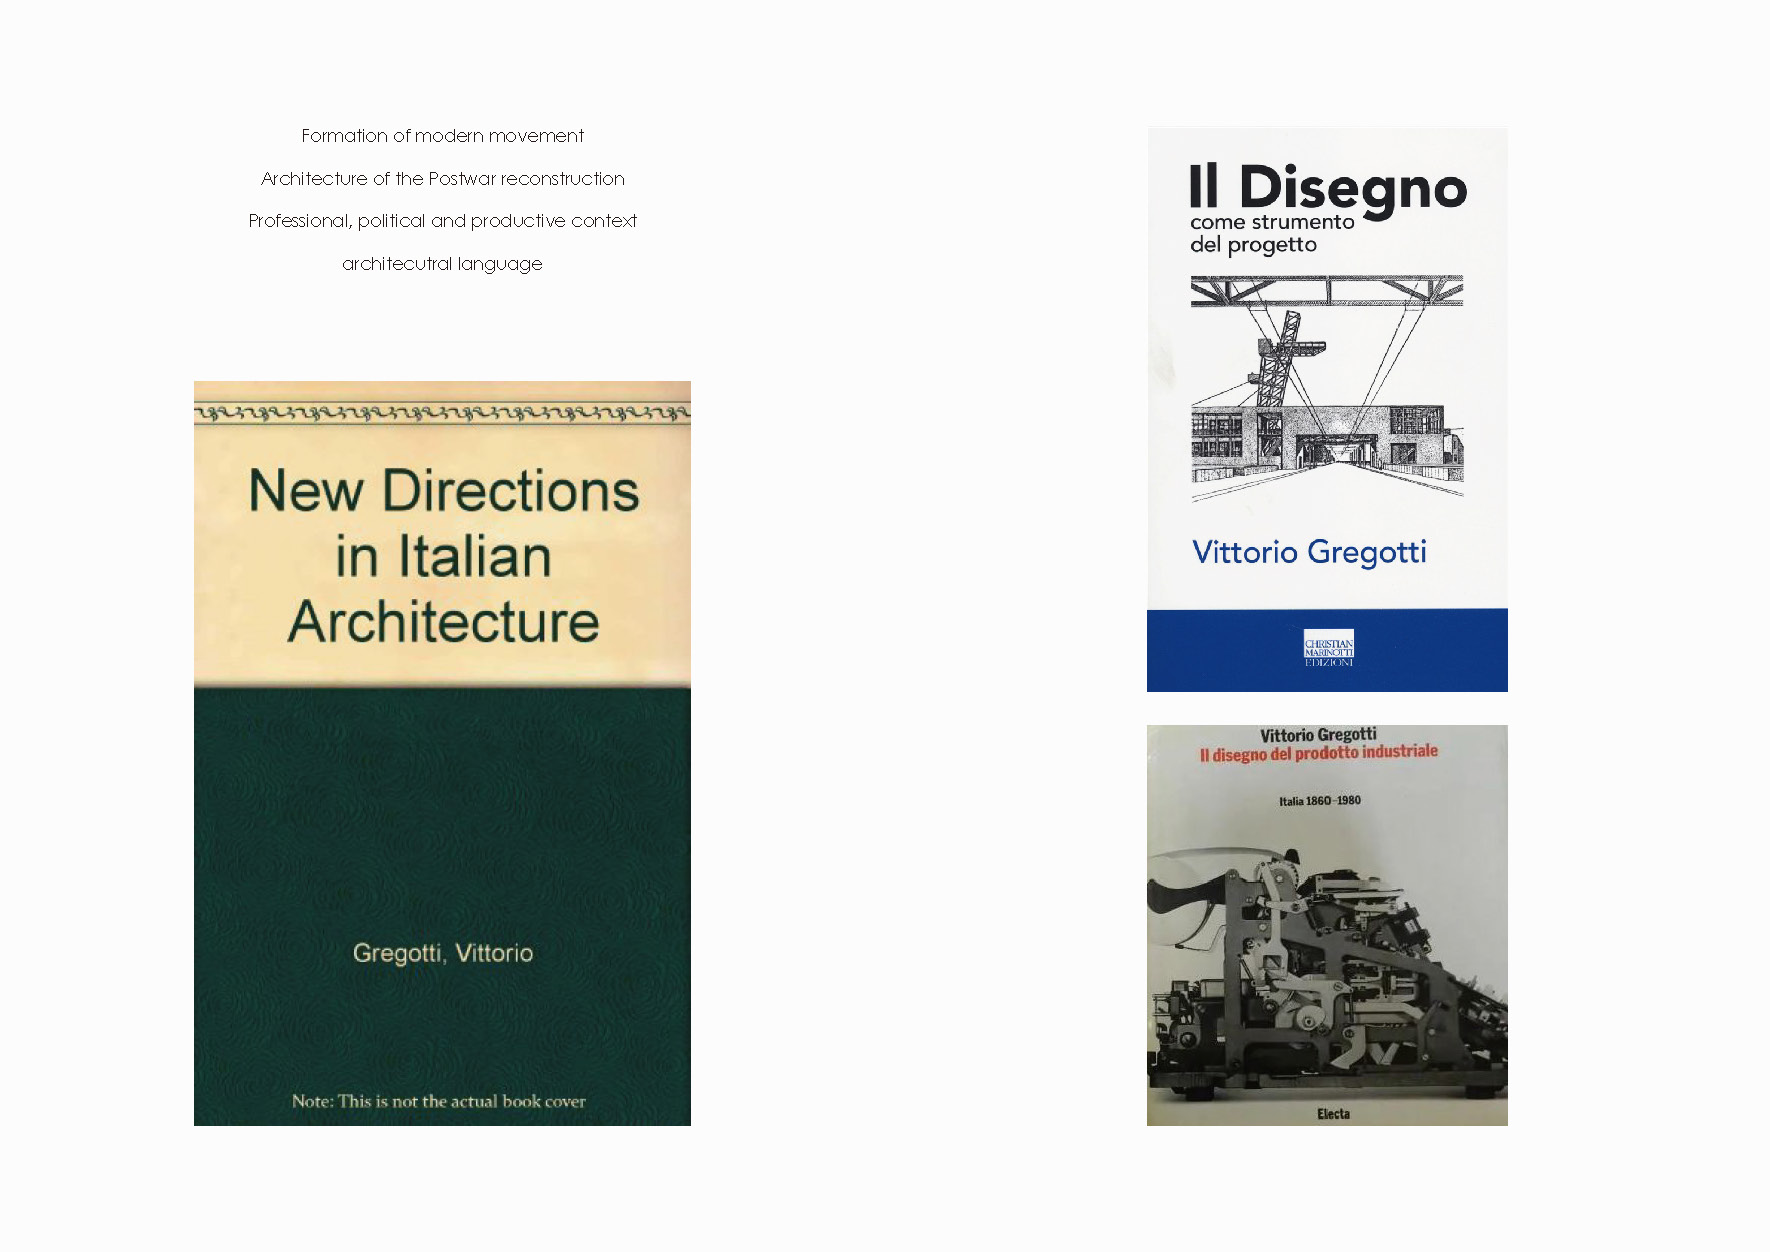 Formation of modern movement
Architecture of the Postwar reconstruction
Professional, political and productive context
architecutral language
New Directions
in Italian
Architecture
Gregotti, Vittorio
Note: This is not the actual book cover
Il Disegno
come strumento
del progetto
Vittorio Gregotti
CHRISTIAN
MARINOTTI
EDIZIONI
Vittorio Gregotti
Il disegno del prodotto industriale
Italia 1860-1980
Electa